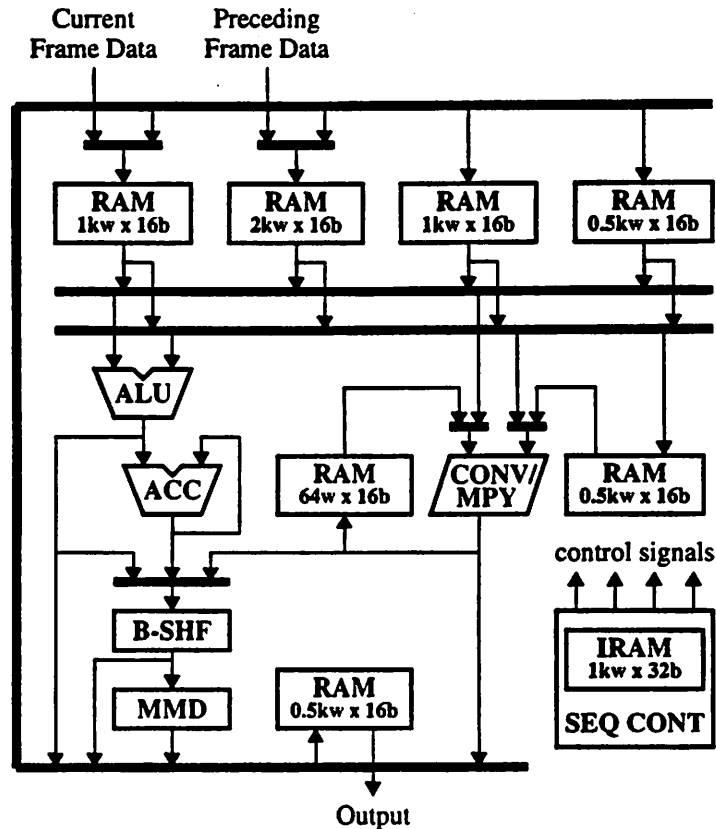 Current
Frame Data
Preceding
Frame Data
RAM
1kw x 16b
RAM
2kw x 16b
RAM
1kw x 16b
RAM
0.5kw x 16b
ALU
ACC
RAM
64w x 16b
CONV/
MPY
RAM
0.5kw x 16b
control signals
B-SHF
MMD
RAM
0.5kw x 16b
IRAM
1kw x 32b
SEQ CONT
Output